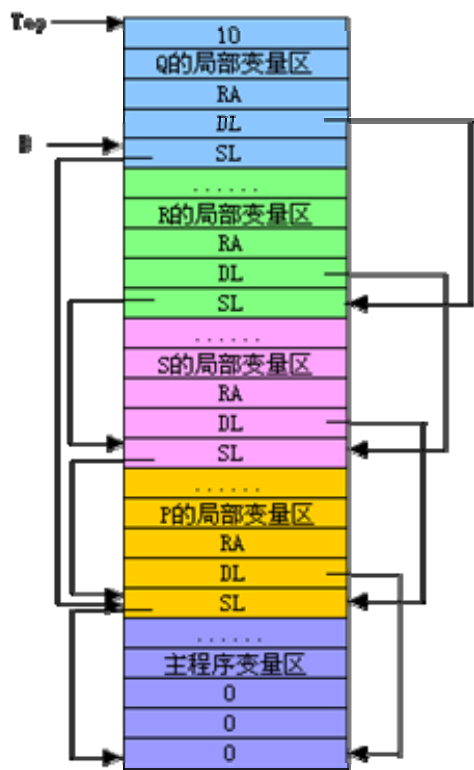 Top
10
Q的局部变量区
RA
DL
B
SL
......
R的局部变量区
RA
DL
SL
......
S的局部变量区
RA
DL
SL
......
P的局部变量区
RA
DL
SL
......
主程序变量区
0
0
0